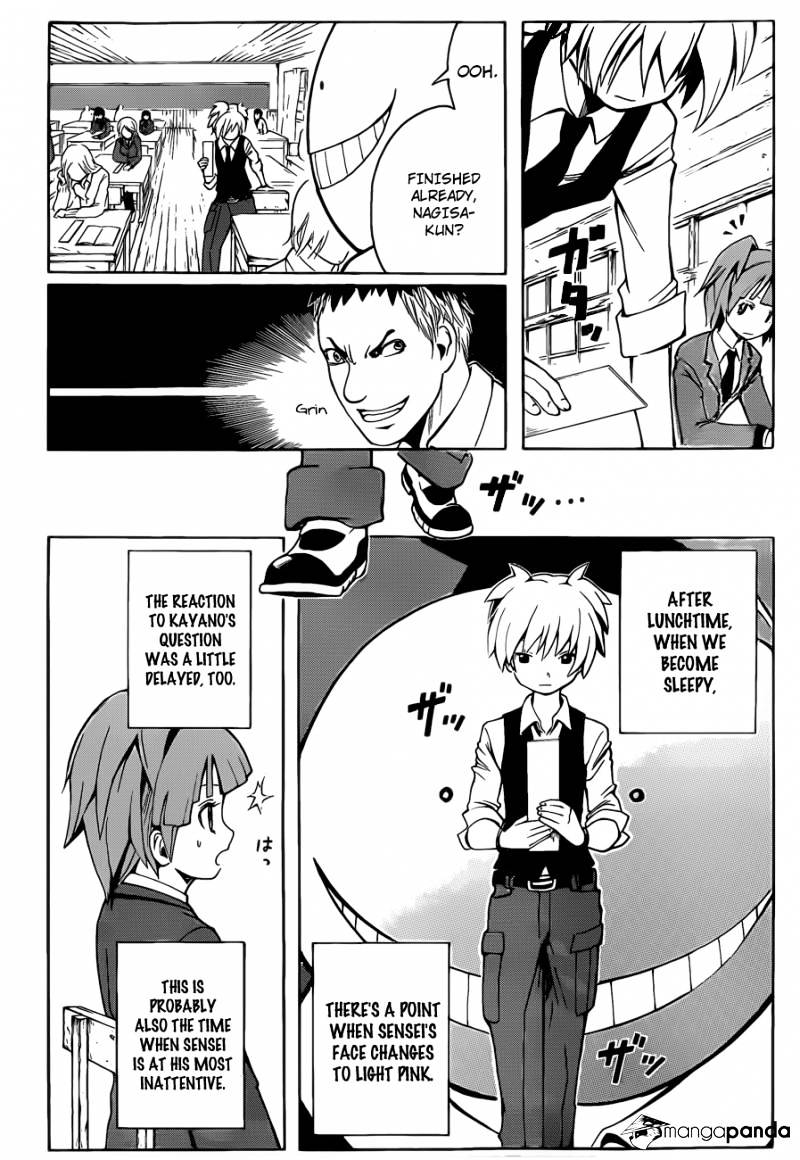 ガタッ
OOH.
FINISHED
ALREADY,
NAGISA-
KUN?
Grin
ザッ...
AFTER
LUNCHTIME,
WHEN WE
BECOME
SLEEPY,
ザッ
THERE'S A POINT
WHEN SENSEI'S
FACE CHANGES
TO LIGHT PINK.
ザッ
THE REACTION
TO KAYANO'S
QUESTION
WAS A LITTLE
DELAYED, TOO.
はっ
THIS IS
PROBABLY
ALSO THE TIME
WHEN SENSEI
IS AT HIS MOST
INATTENTIVE.
mangapanda